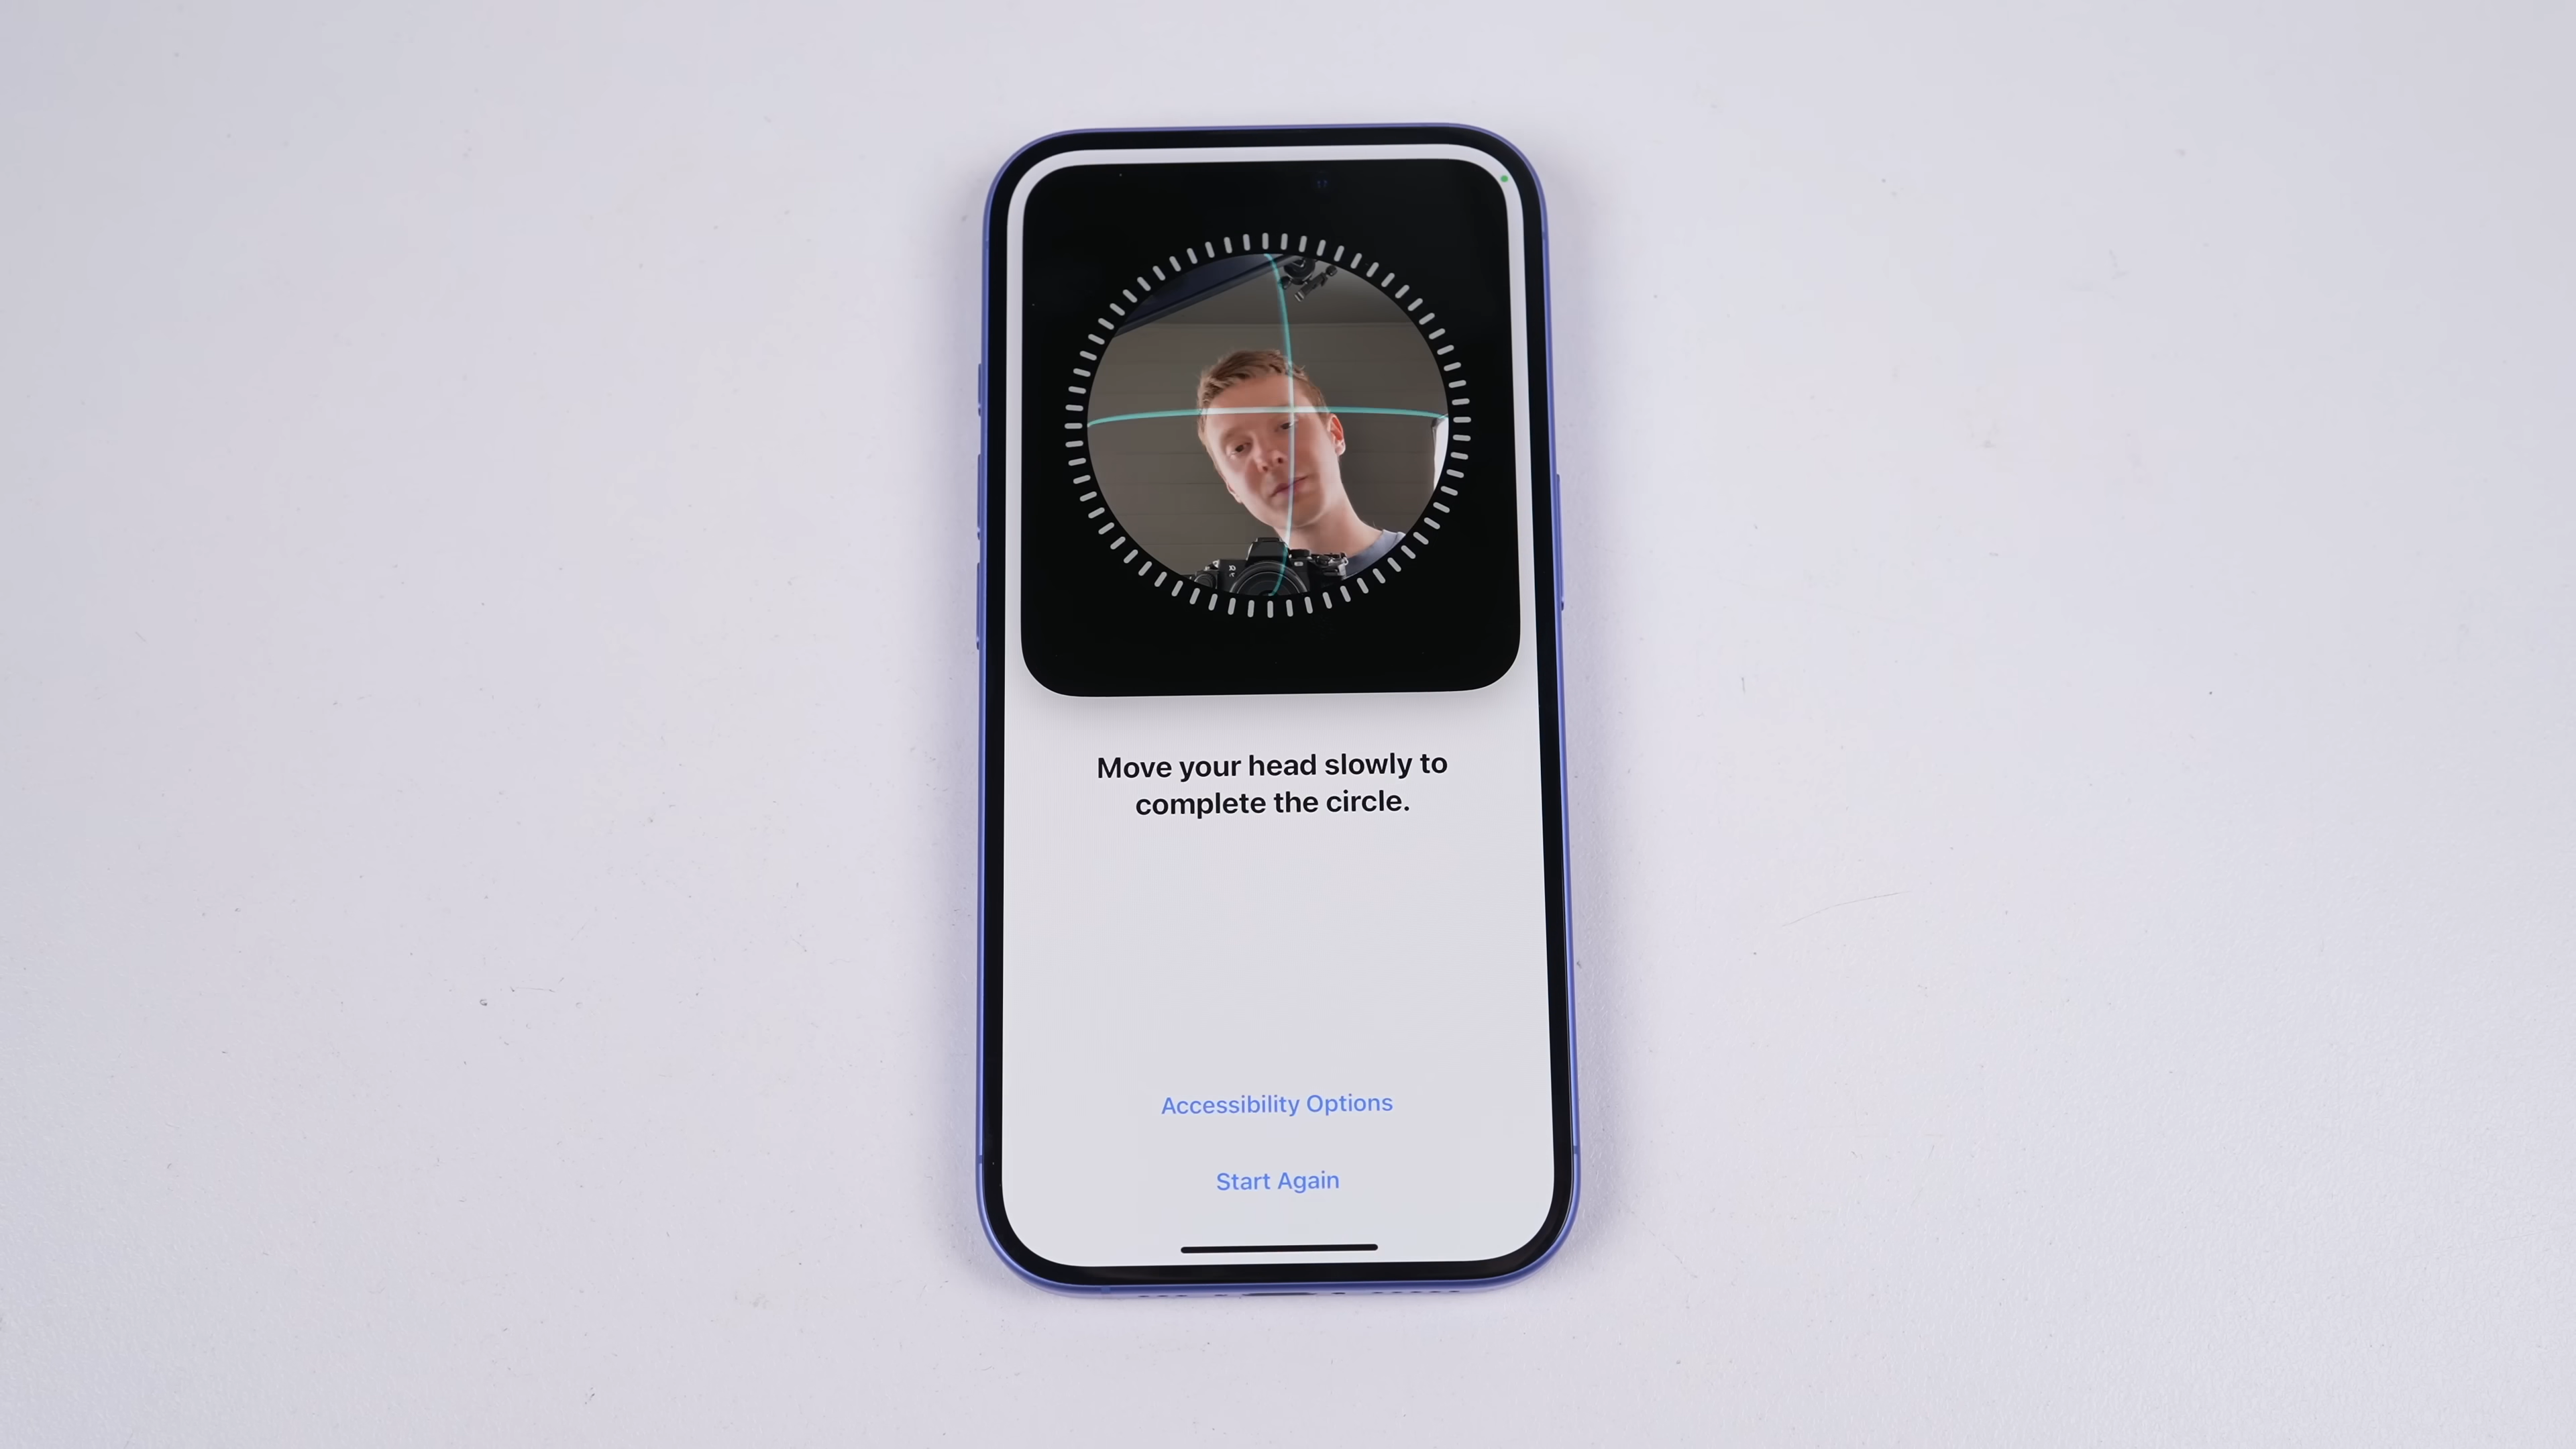 Move your head slowly to
complete the circle.
Accessibility Options
Start Again